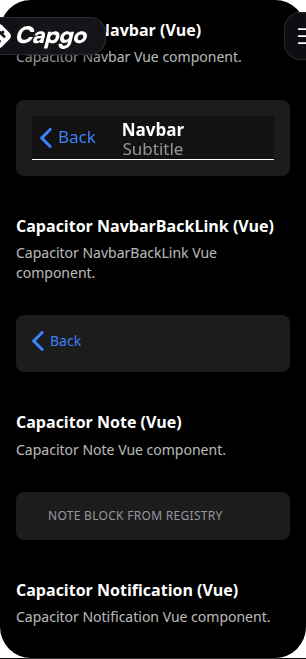 Capgo
Navbar (Vue)
Capacitor Navbar Vue component.
Back
Navbar
Subtitle
Capacitor NavbarBackLink (Vue)
Capacitor NavbarBackLink Vue
component.
Back
Capacitor Note (Vue)
Capacitor Note Vue component.
NOTE BLOCK FROM REGISTRY
Capacitor Notification (Vue)
Capacitor Notification Vue component.